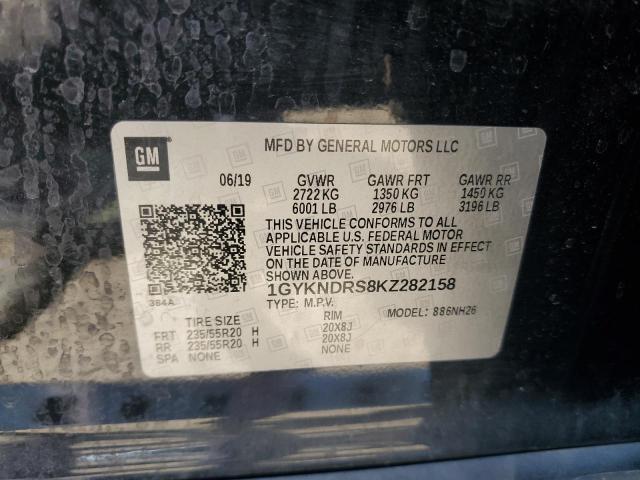 GM
MFD BY GENERAL MOTORS LLC
06/19 GVWR GAWR FRT GAWR RR
2722 KG 1350 KG 1450 KG
6001 LB 2976 LB 3196 LB
THIS VEHICLE CONFORMS TO ALL
APPLICABLE U.S. FEDERAL MOTOR
VEHICLE SAFETY STANDARDS IN EFFECT
ON THE DATE OF MANUFACTURE
SHOWN ABOVE.
1GYKNDRS8KZ282158
384A
TYPE: M.P.V. MODEL: 886NH26
TIRE SIZE RIM
FRT 235/55R20 H 20X8J
RR 235/55R20 H 20X8J
SPA NONE NONE